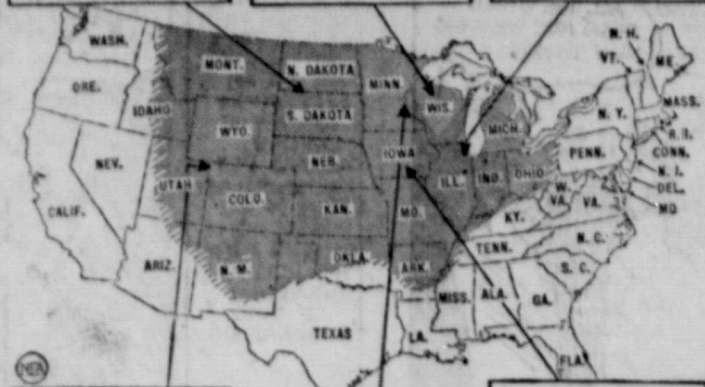 WASH. MONT. N. DAKOTA MINN. N. H. VT. ME.
ORE. IDAHO S. DAKOTA WIS. MICH. N. Y. MASS.
WYO. R. I.
NEV. NEB. IOWA PENN. CONN.
UTAH ILL. IND. OHIO N. J.
COLO. W. VA. VA. DEL.
CALIF. KAN. MO. KY. MD
ARIZ. N. M. OKLA. ARK. TENN. N. C.
MISS. ALA. GA. S. C.
TEXAS LA. FLA.
NEA